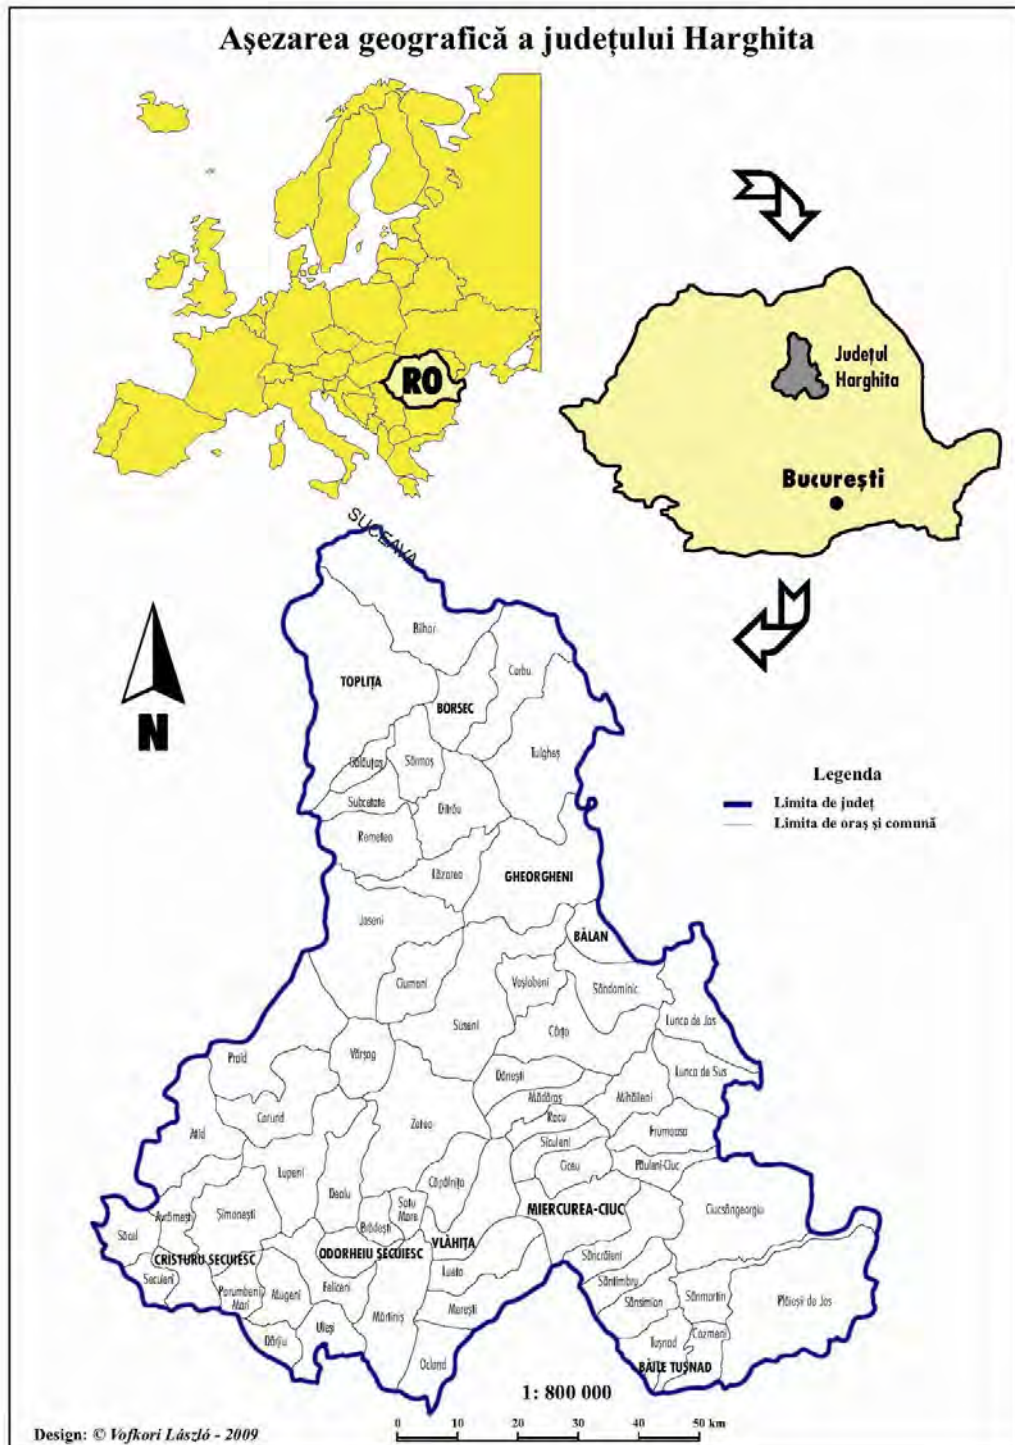 Așezarea geografică a județului Harghita
RO
Județul
Harghita
București
SUCEAVA
N
Bilbor
TOPLIȚA
Corbu
BORSEC
Tulgheș
Gălăuțaș
Sărmaș
Subcetate
Ditrău
Remetea
Lăzarea
GHEORGHENI
Legenda
Limita de județ
Limita de oraș și comună
Joseni
BĂLAN
Ciumani
Voșlobeni
Sândominic
Suseni
Cârța
Lunca de Jos
Praid
Vărșag
Dănești
Lunca de Sus
Mădăraș
Mihăileni
Corund
Zetea
Racu
Frumoasa
Atid
Siculeni
Lupeni
Ciceu
Păuleni-Ciuc
Dealu
Căpâlnița
Avrămești
Șimonești
Satu
Mare
MIERCUREA-CIUC
Ciucsângeorgiu
Săcel
Brădești
VLĂHIȚA
CRISTURU SECUIESC
ODORHEIU SECUIESC
Sâncrăieni
Secuieni
Lueta
Sântimbru
Porumbeni
Mari
Mugeni
Feliceni
Mărtiniș
Merești
Sânsimion
Sânmartin
Plăieșii de Jos
Dârjiu
Ulieși
Tușnad
Cozmeni
Ocland
BĂILE TUȘNAD
1: 800 000
0 10 20 30 40 50 km
Design: © Vofkori László - 2009